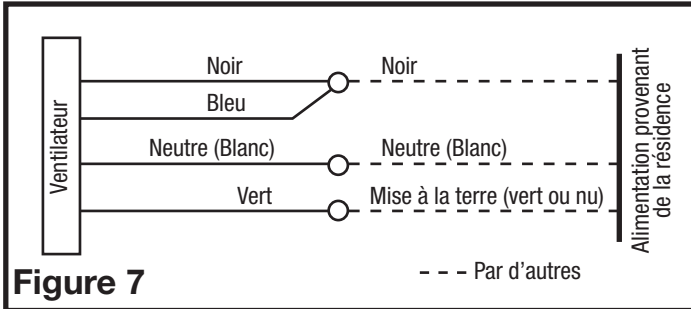 Ventilateur
Noir
Noir
Bleu
Neutre (Blanc)
Neutre (Blanc)
Vert
Mise à la terre (vert ou nu)
Alimentation provenant
de la résidence
Figure 7
Par d'autres